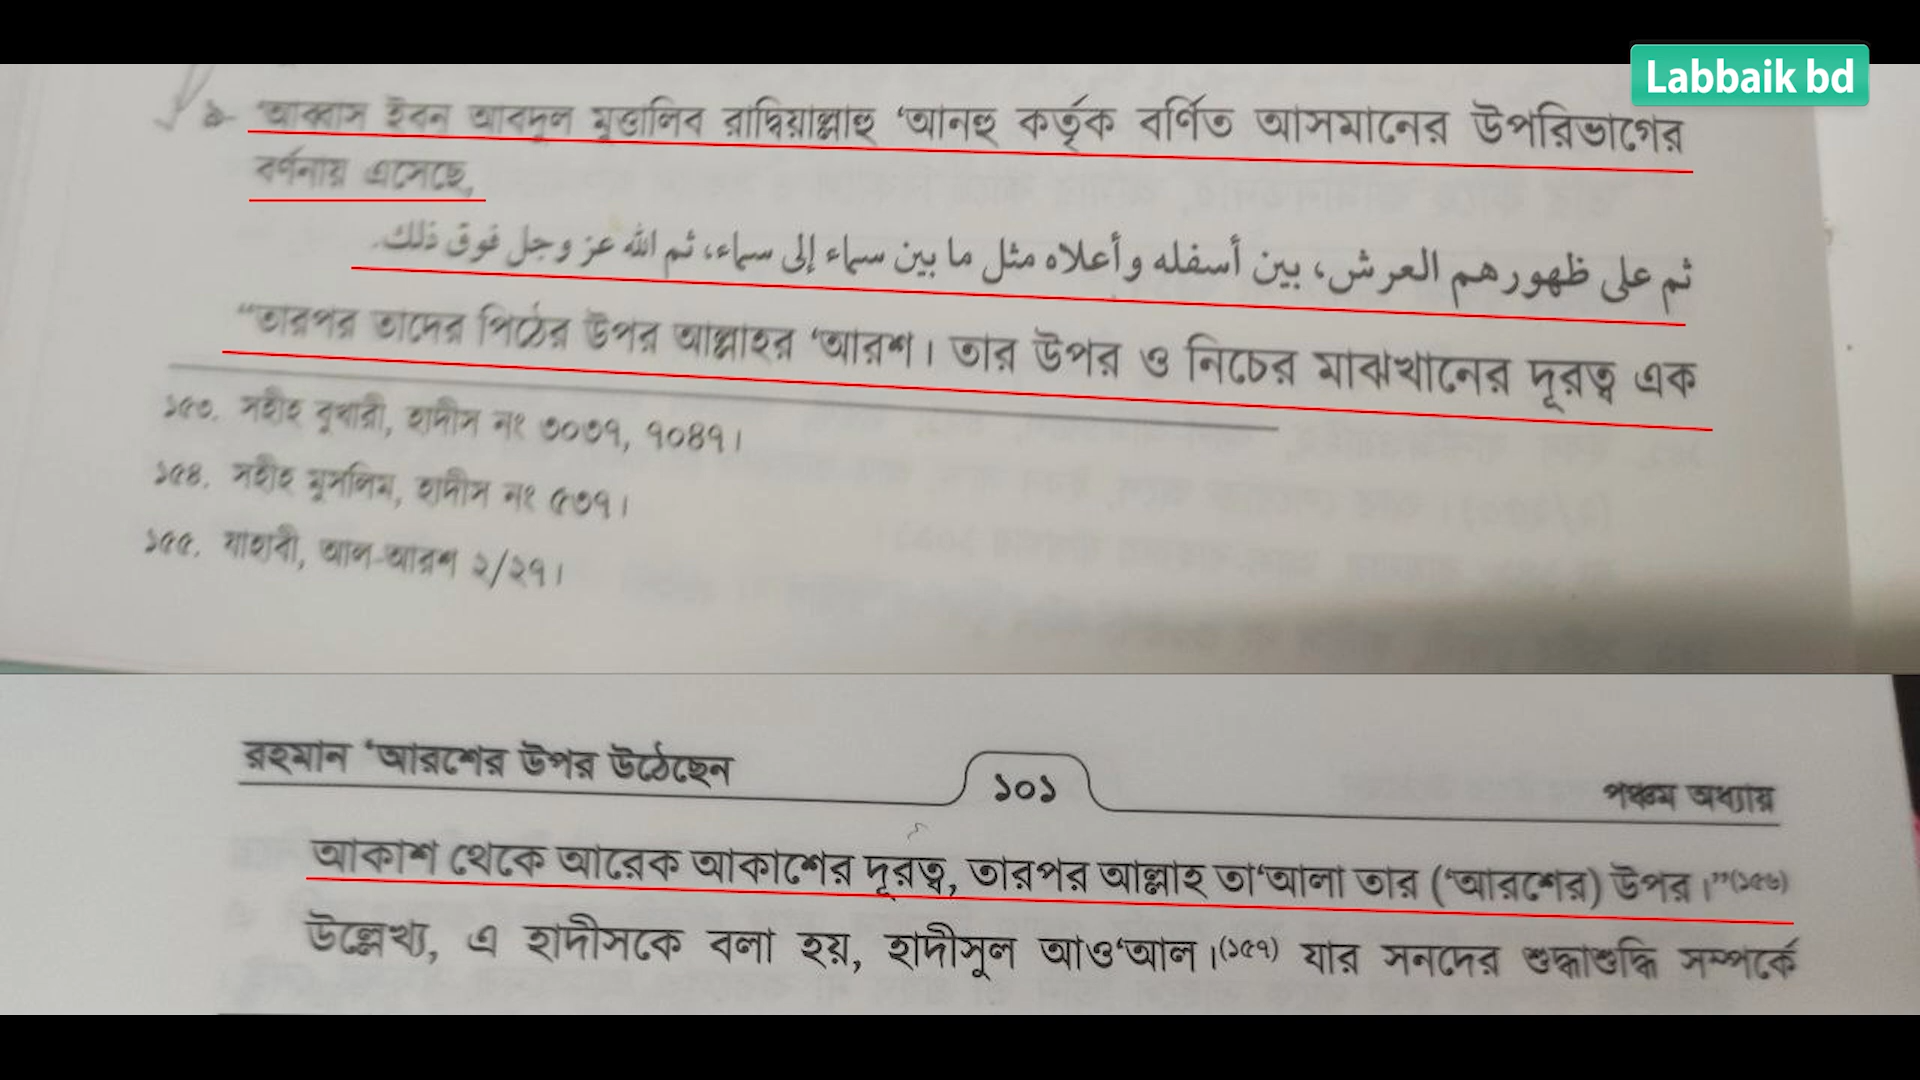 Labbaik bd
৯- আব্বাস ইবন আবদুল মুত্তালিব রাদ্বিয়াল্লাহু ‘আনহু কর্তৃক বর্ণিত আসমানের উপরিভাগের
বর্ণনায় এসেছে,
ثم على ظهورهم العرش، بين أسفله وأعلاه مثل ما بين سماء إلى سماء، ثم الله عز وجل فوق ذلك.
“তারপর তাদের পিঠের উপর আল্লাহর ‘আরশ। তার উপর ও নিচের মাঝখানের দূরত্ব এক
১৫৩. সহীহ বুখারী, হাদীস নং ৩০৩৭, ৭০৪৭।
১৫৪. সহীহ মুসলিম, হাদীস নং ৫৩৭।
১৫৫. যাহাবী, আল-আরশ ২/২৭।
রহমান ‘আরশের উপর উঠেছেন
১০১
পঞ্চম অধ্যায়
আকাশ থেকে আরেক আকাশের দূরত্ব, তারপর আল্লাহ তা‘আলা তার (‘আরশের) উপর।”(১৫৬)
উল্লেখ্য, এ হাদীসকে বলা হয়, হাদীসুল আও‘আল।(১৫৭) যার সনদের শুদ্ধাশুদ্ধি সম্পর্কে